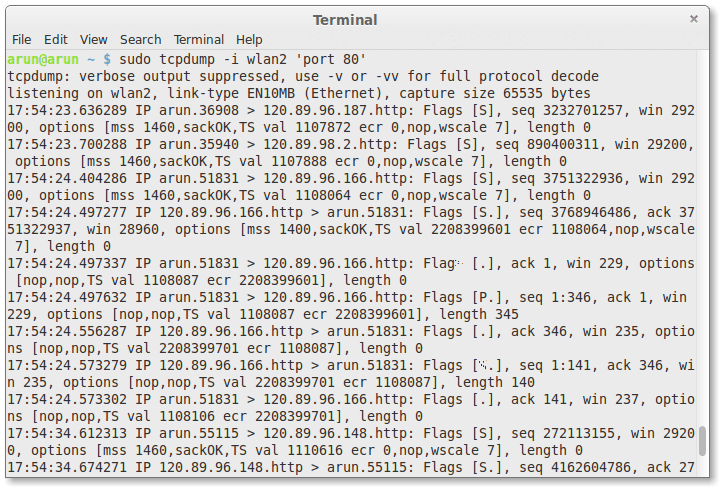 Terminal
File Edit View Search Terminal Help
arun@arun ~ $ sudo tcpdump -i wlan2 'port 80'
tcpdump: verbose output suppressed, use -v or -vv for full protocol decode
listening on wlan2, link-type EN10MB (Ethernet), capture size 65535 bytes
17:54:23.636289 IP arun.36908 > 120.89.96.187.http: Flags [S], seq 3232701257, win 292
00, options [mss 1460,sackOK,TS val 1107872 ecr 0,nop,wscale 7], length 0
17:54:23.700288 IP arun.35940 > 120.89.98.2.http: Flags [S], seq 890400311, win 29200,
 options [mss 1460,sackOK,TS val 1107888 ecr 0,nop,wscale 7], length 0
17:54:24.404286 IP arun.51831 > 120.89.96.166.http: Flags [S], seq 3751322936, win 292
00, options [mss 1460,sackOK,TS val 1108064 ecr 0,nop,wscale 7], length 0
17:54:24.497277 IP 120.89.96.166.http > arun.51831: Flags [S.], seq 3768946486, ack 37
51322937, win 28960, options [mss 1400,sackOK,TS val 2208399601 ecr 1108064,nop,wscale
 7], length 0
17:54:24.497337 IP arun.51831 > 120.89.96.166.http: Flags [.], ack 1, win 229, options
 [nop,nop,TS val 1108087 ecr 2208399601], length 0
17:54:24.497632 IP arun.51831 > 120.89.96.166.http: Flags [P.], seq 1:346, ack 1, win
229, options [nop,nop,TS val 1108087 ecr 2208399601], length 345
17:54:24.556287 IP 120.89.96.166.http > arun.51831: Flags [.], ack 346, win 235, optio
ns [nop,nop,TS val 2208399701 ecr 1108087], length 0
17:54:24.573279 IP 120.89.96.166.http > arun.51831: Flags [ .], seq 1:141, ack 346, wi
n 235, options [nop,nop,TS val 2208399701 ecr 1108087], length 140
17:54:24.573302 IP arun.51831 > 120.89.96.166.http: Flags [.], ack 141, win 237, optio
ns [nop,nop,TS val 1108106 ecr 2208399701], length 0
17:54:34.612313 IP arun.55115 > 120.89.96.148.http: Flags [S], seq 272113155, win 2920
0, options [mss 1460,sackOK,TS val 1110616 ecr 0,nop,wscale 7], length 0
17:54:34.674271 IP 120.89.96.148.http > arun.55115: Flags [S.], seq 4162604786, ack 27